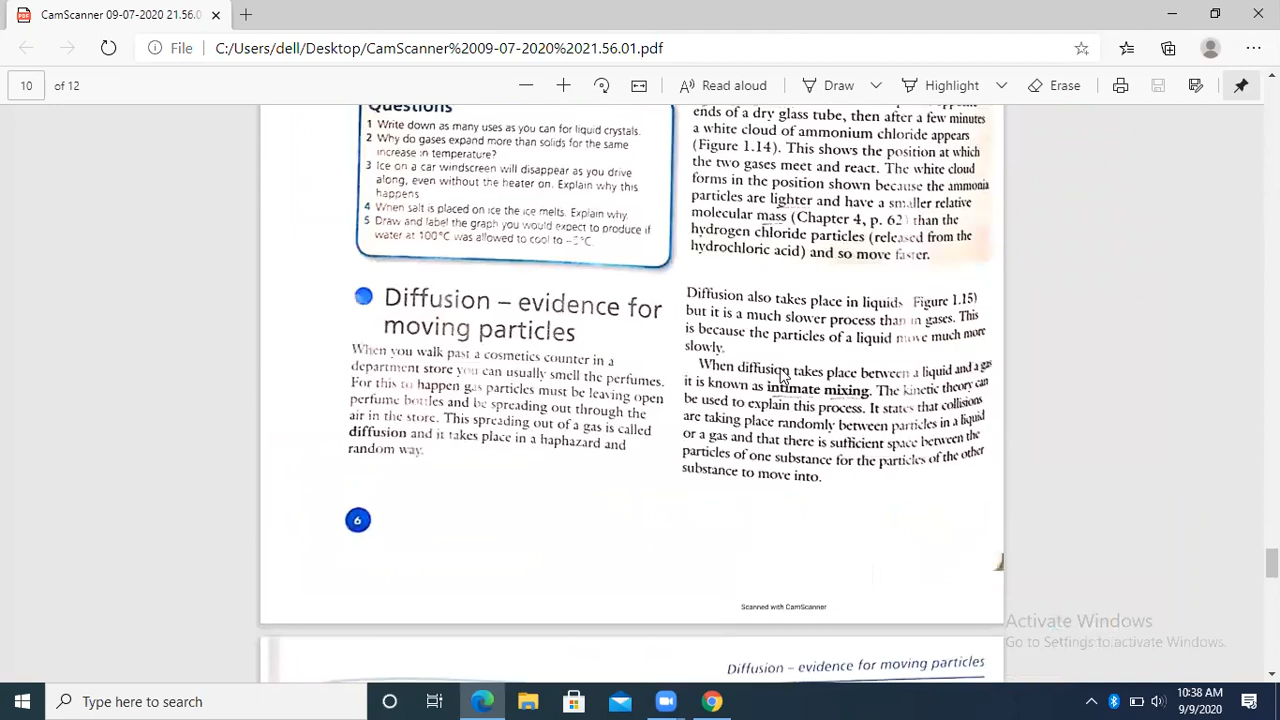 CamScanner 09-07-2020 21.56.0
File C:/Users/dell/Desktop/CamScanner%2009-07-2020%2021.56.01.pdf
10 of 12
Read aloud Draw Highlight Erase
Questions
1 Write down as many uses as you can for liquid crystals.
2 Why do gases expand more than solids for the same
increase in temperature?
3 Ice on a car windscreen will disappear as you drive
along, even without the heater on. Explain why this
happens.
4 When salt is placed on ice the ice melts. Explain why.
5 Draw and label the graph you would expect to produce if
water at 100°C was allowed to cool to −5°C.
Diffusion – evidence for
moving particles
When you walk past a cosmetics counter in a
department store you can usually smell the perfumes.
For this to happen gas particles must be leaving open
perfume bottles and be spreading out through the
air in the store. This spreading out of a gas is called
diffusion and it takes place in a haphazard and
random way.
6
ends of a dry glass tube, then after a few minutes
a white cloud of ammonium chloride appears
(Figure 1.14). This shows the position at which
the two gases meet and react. The white cloud
forms in the position shown because the ammonia
particles are lighter and have a smaller relative
molecular mass (Chapter 4, p. 62) than the
hydrogen chloride particles (released from the
hydrochloric acid) and so move faster.
Diffusion also takes place in liquids Figure 1.15)
but it is a much slower process than in gases. This
is because the particles of a liquid move much more
slowly.
When diffusion takes place between a liquid and a gas
it is known as intimate mixing. The kinetic theory can
be used to explain this process. It states that collisions
are taking place randomly between particles in a liquid
or a gas and that there is sufficient space between the
particles of one substance for the particles of the other
substance to move into.
Scanned with CamScanner
Diffusion – evidence for moving particles
Activate Windows
Go to Settings to activate Windows.
Type here to search
10:38 AM
9/9/2020